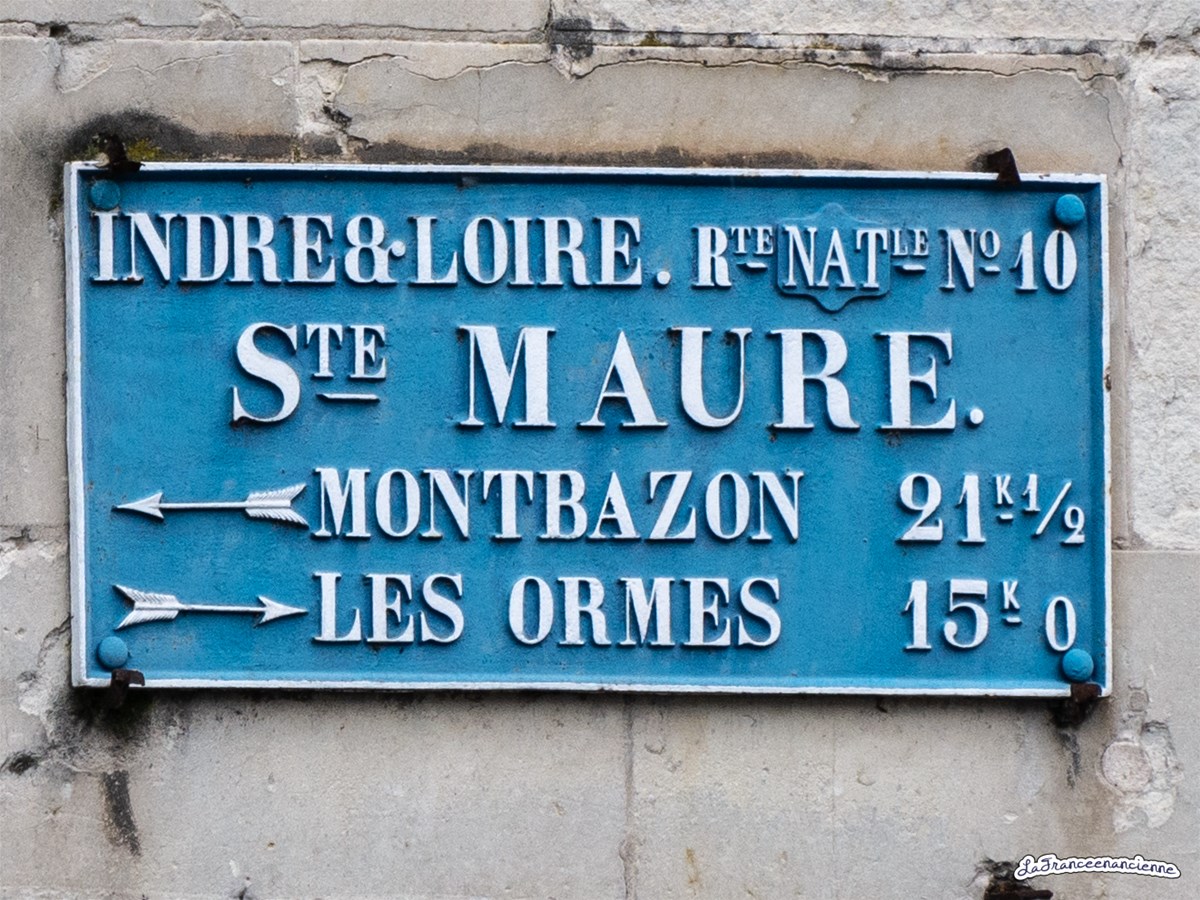 INDRE&LOIRE. RTE NATLE NO 10
STE MAURE.
MONTBAZON 21K 1/2
LES ORMES 15K 0
LaFranceenancienne